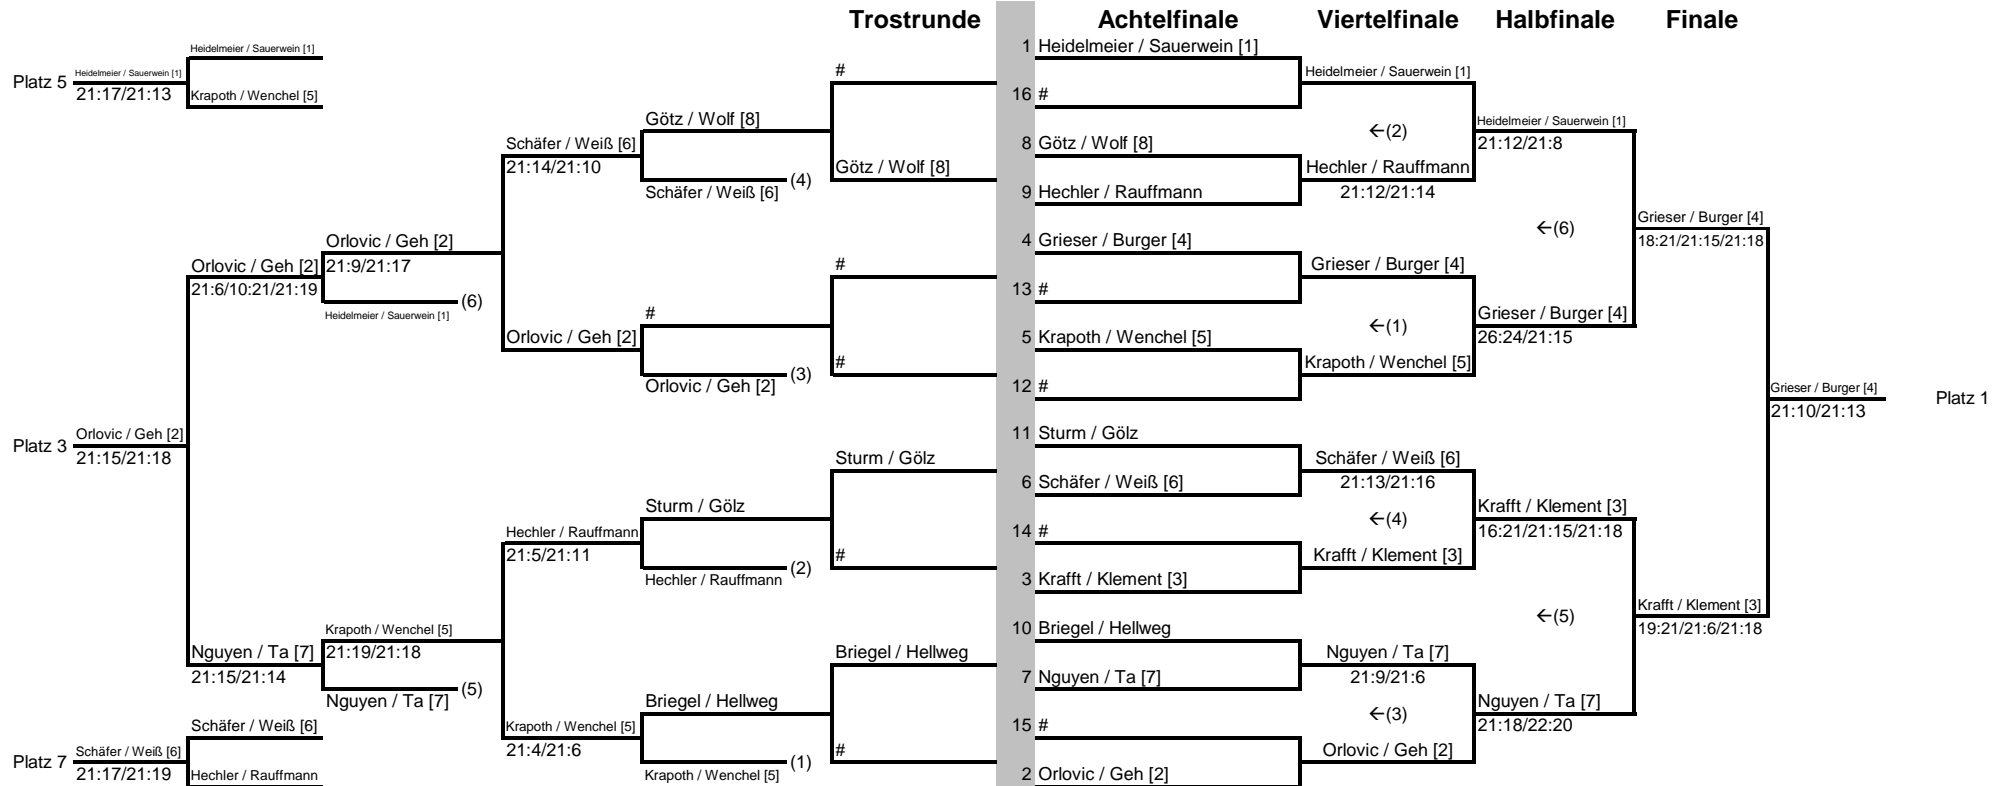 Trostrunde Achtelfinale Viertelfinale Halbfinale Finale
Heidelmeier / Sauerwein [1] 1 Heidelmeier / Sauerwein [1]
Platz 5 Heidelmeier / Sauerwein [1] # Heidelmeier / Sauerwein [1]
21:17/21:13 Krapoth / Wenchel [5] 16 #
Götz / Wolf [8] ←(2) Heidelmeier / Sauerwein [1]
Schäfer / Weiß [6] 8 Götz / Wolf [8] 21:12/21:8
21:14/21:10 Götz / Wolf [8] Hechler / Rauffmann
(4)
Schäfer / Weiß [6] 9 Hechler / Rauffmann 21:12/21:14
Grieser / Burger [4]
←(6)
Orlovic / Geh [2] 4 Grieser / Burger [4] 18:21/21:15/21:18
Orlovic / Geh [2] 21:9/21:17 # Grieser / Burger [4]
21:6/10:21/21:19 13 #
(6)
Heidelmeier / Sauerwein [1] # Grieser / Burger [4]
←(1)
Orlovic / Geh [2] 5 Krapoth / Wenchel [5] 26:24/21:15
# Krapoth / Wenchel [5]
(3)
Orlovic / Geh [2] 12 # Grieser / Burger [4]
Platz 1
21:10/21:13
Platz 3 Orlovic / Geh [2] 11 Sturm / Gölz
21:15/21:18 Sturm / Gölz Schäfer / Weiß [6]
6 Schäfer / Weiß [6] 21:13/21:16
Sturm / Gölz Krafft / Klement [3]
←(4)
Hechler / Rauffmann 14 # 16:21/21:15/21:18
21:5/21:11 # Krafft / Klement [3]
(2)
Hechler / Rauffmann 3 Krafft / Klement [3]
Krafft / Klement [3]
←(5)
Krapoth / Wenchel [5] 10 Briegel / Hellweg 19:21/21:6/21:18
Nguyen / Ta [7] 21:19/21:18 Briegel / Hellweg Nguyen / Ta [7]
21:15/21:14 7 Nguyen / Ta [7] 21:9/21:6
(5)
Nguyen / Ta [7] Briegel / Hellweg Nguyen / Ta [7]
←(3)
Schäfer / Weiß [6] Krapoth / Wenchel [5] 15 # 21:18/22:20
Platz 7 Schäfer / Weiß [6] 21:4/21:6 # Orlovic / Geh [2]
(1)
21:17/21:19 Hechler / Rauffmann Krapoth / Wenchel [5] 2 Orlovic / Geh [2]